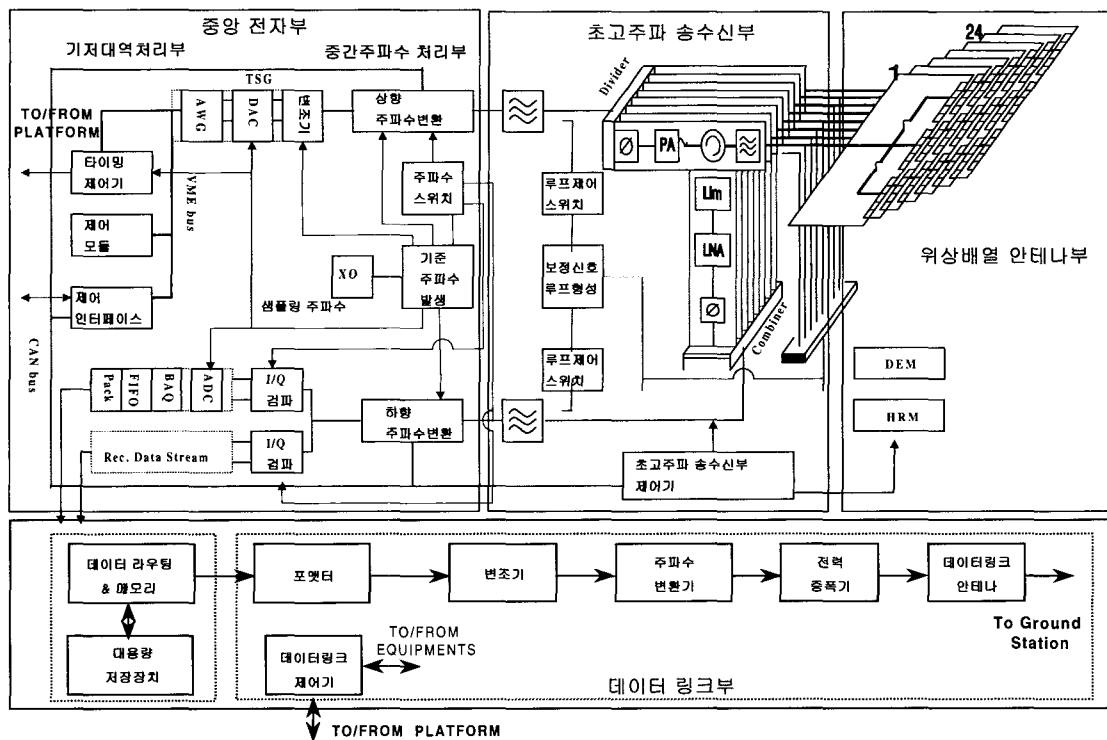 중앙 전자부
초고주파 송수신부
기저대역처리부
중간주파수 처리부
TSG
AWG
DAC
변조기
상향
주파수변환
TO/FROM
PLATFORM
타이밍
제어기
VME bus
제어
모듈
제어
인터페이스
CAN bus
주파수
스위치
XO
기준
주파수
발생
샘플링 주파수
Pack
FIFO
BAQ
ADC
I/Q
검파
Rec. Data Stream
I/Q
검파
하향
주파수변환
루프제어
스위치
보정신호
루프형성
루프제어
스위치
Divider
Ø
PA
Lim
LNA
Ø
Combiner
초고주파 송수신부
제어기
1
24
위상배열 안테나부
DEM
HRM
데이터 라우팅
& 메모리
대용량
저장장치
포맷터
변조기
주파수
변환기
전력
증폭기
데이터링크
안테나
To Ground
Station
데이터링크
제어기
TO/FROM
EQUIPMENTS
데이터 링크부
TO/FROM PLATFORM